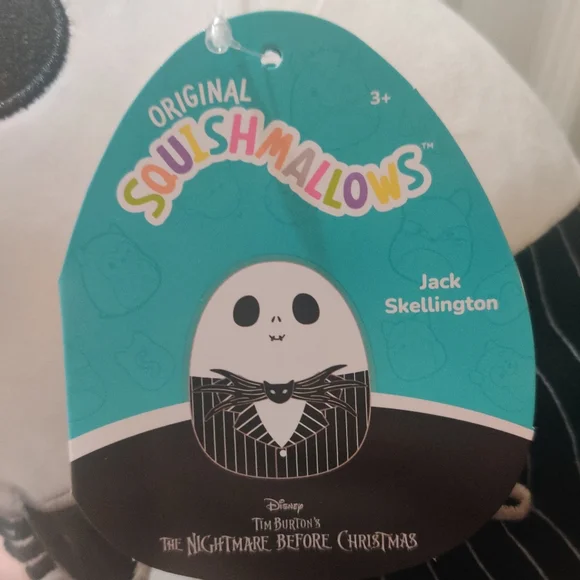 ORIGINAL
SQUISHMALLOWS™
3+
Jack
Skellington
Disney
TIM BURTON'S
THE NIGHTMARE BEFORE CHRISTMAS